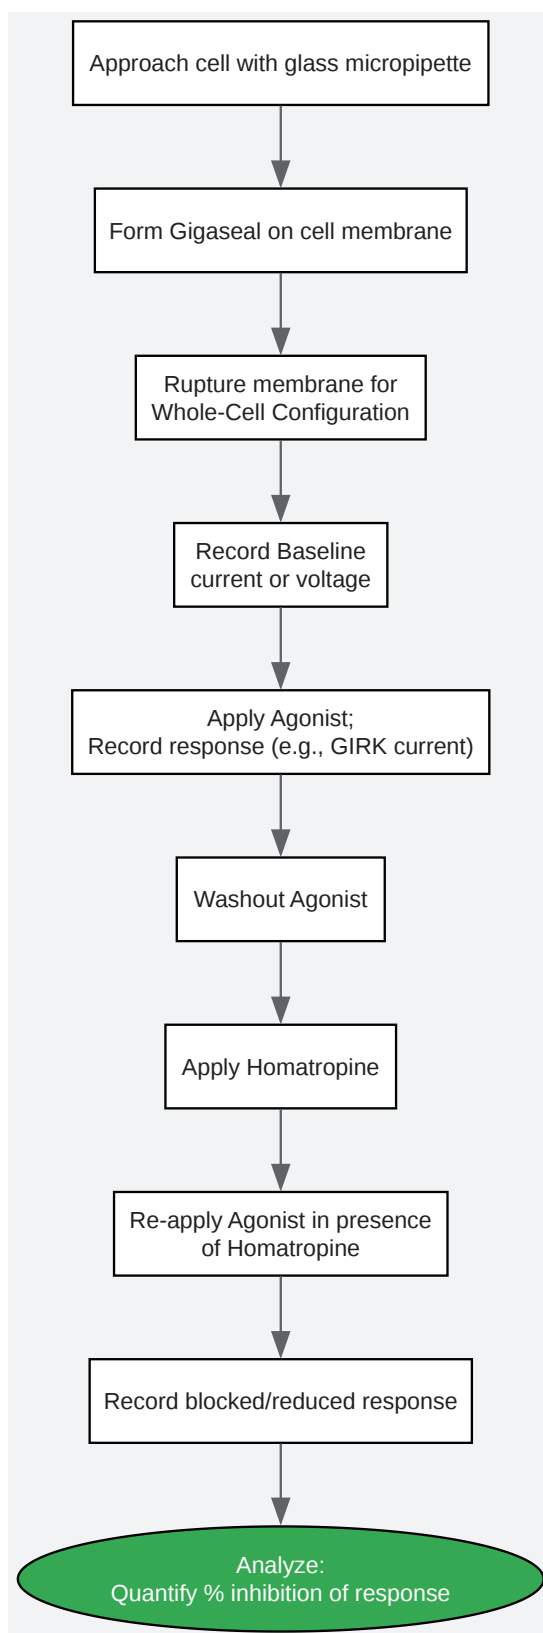 Approach cell with glass micropipette
Form Gigaseal on cell membrane
Rupture membrane for
Whole-Cell Configuration
Record Baseline
current or voltage
Apply Agonist;
Record response (e.g., GIRK current)
Washout Agonist
Apply Homatropine
Re-apply Agonist in presence
of Homatropine
Record blocked/reduced response
Analyze:
Quantify % inhibition of response